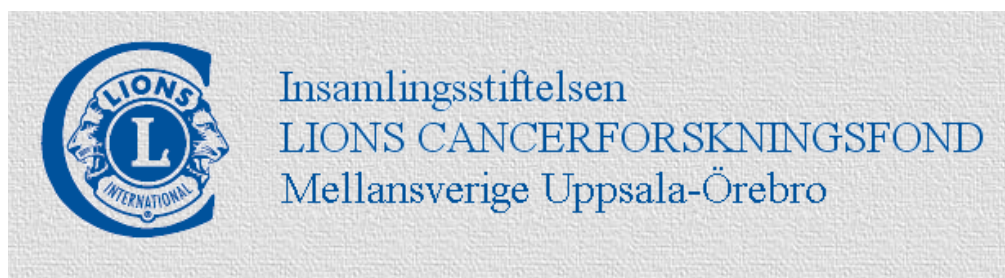 LIONS
L
INTERNATIONAL
®
Insamlingsstiftelsen
LIONS CANCERFORSKNINGSFOND
Mellansverige Uppsala-Örebro